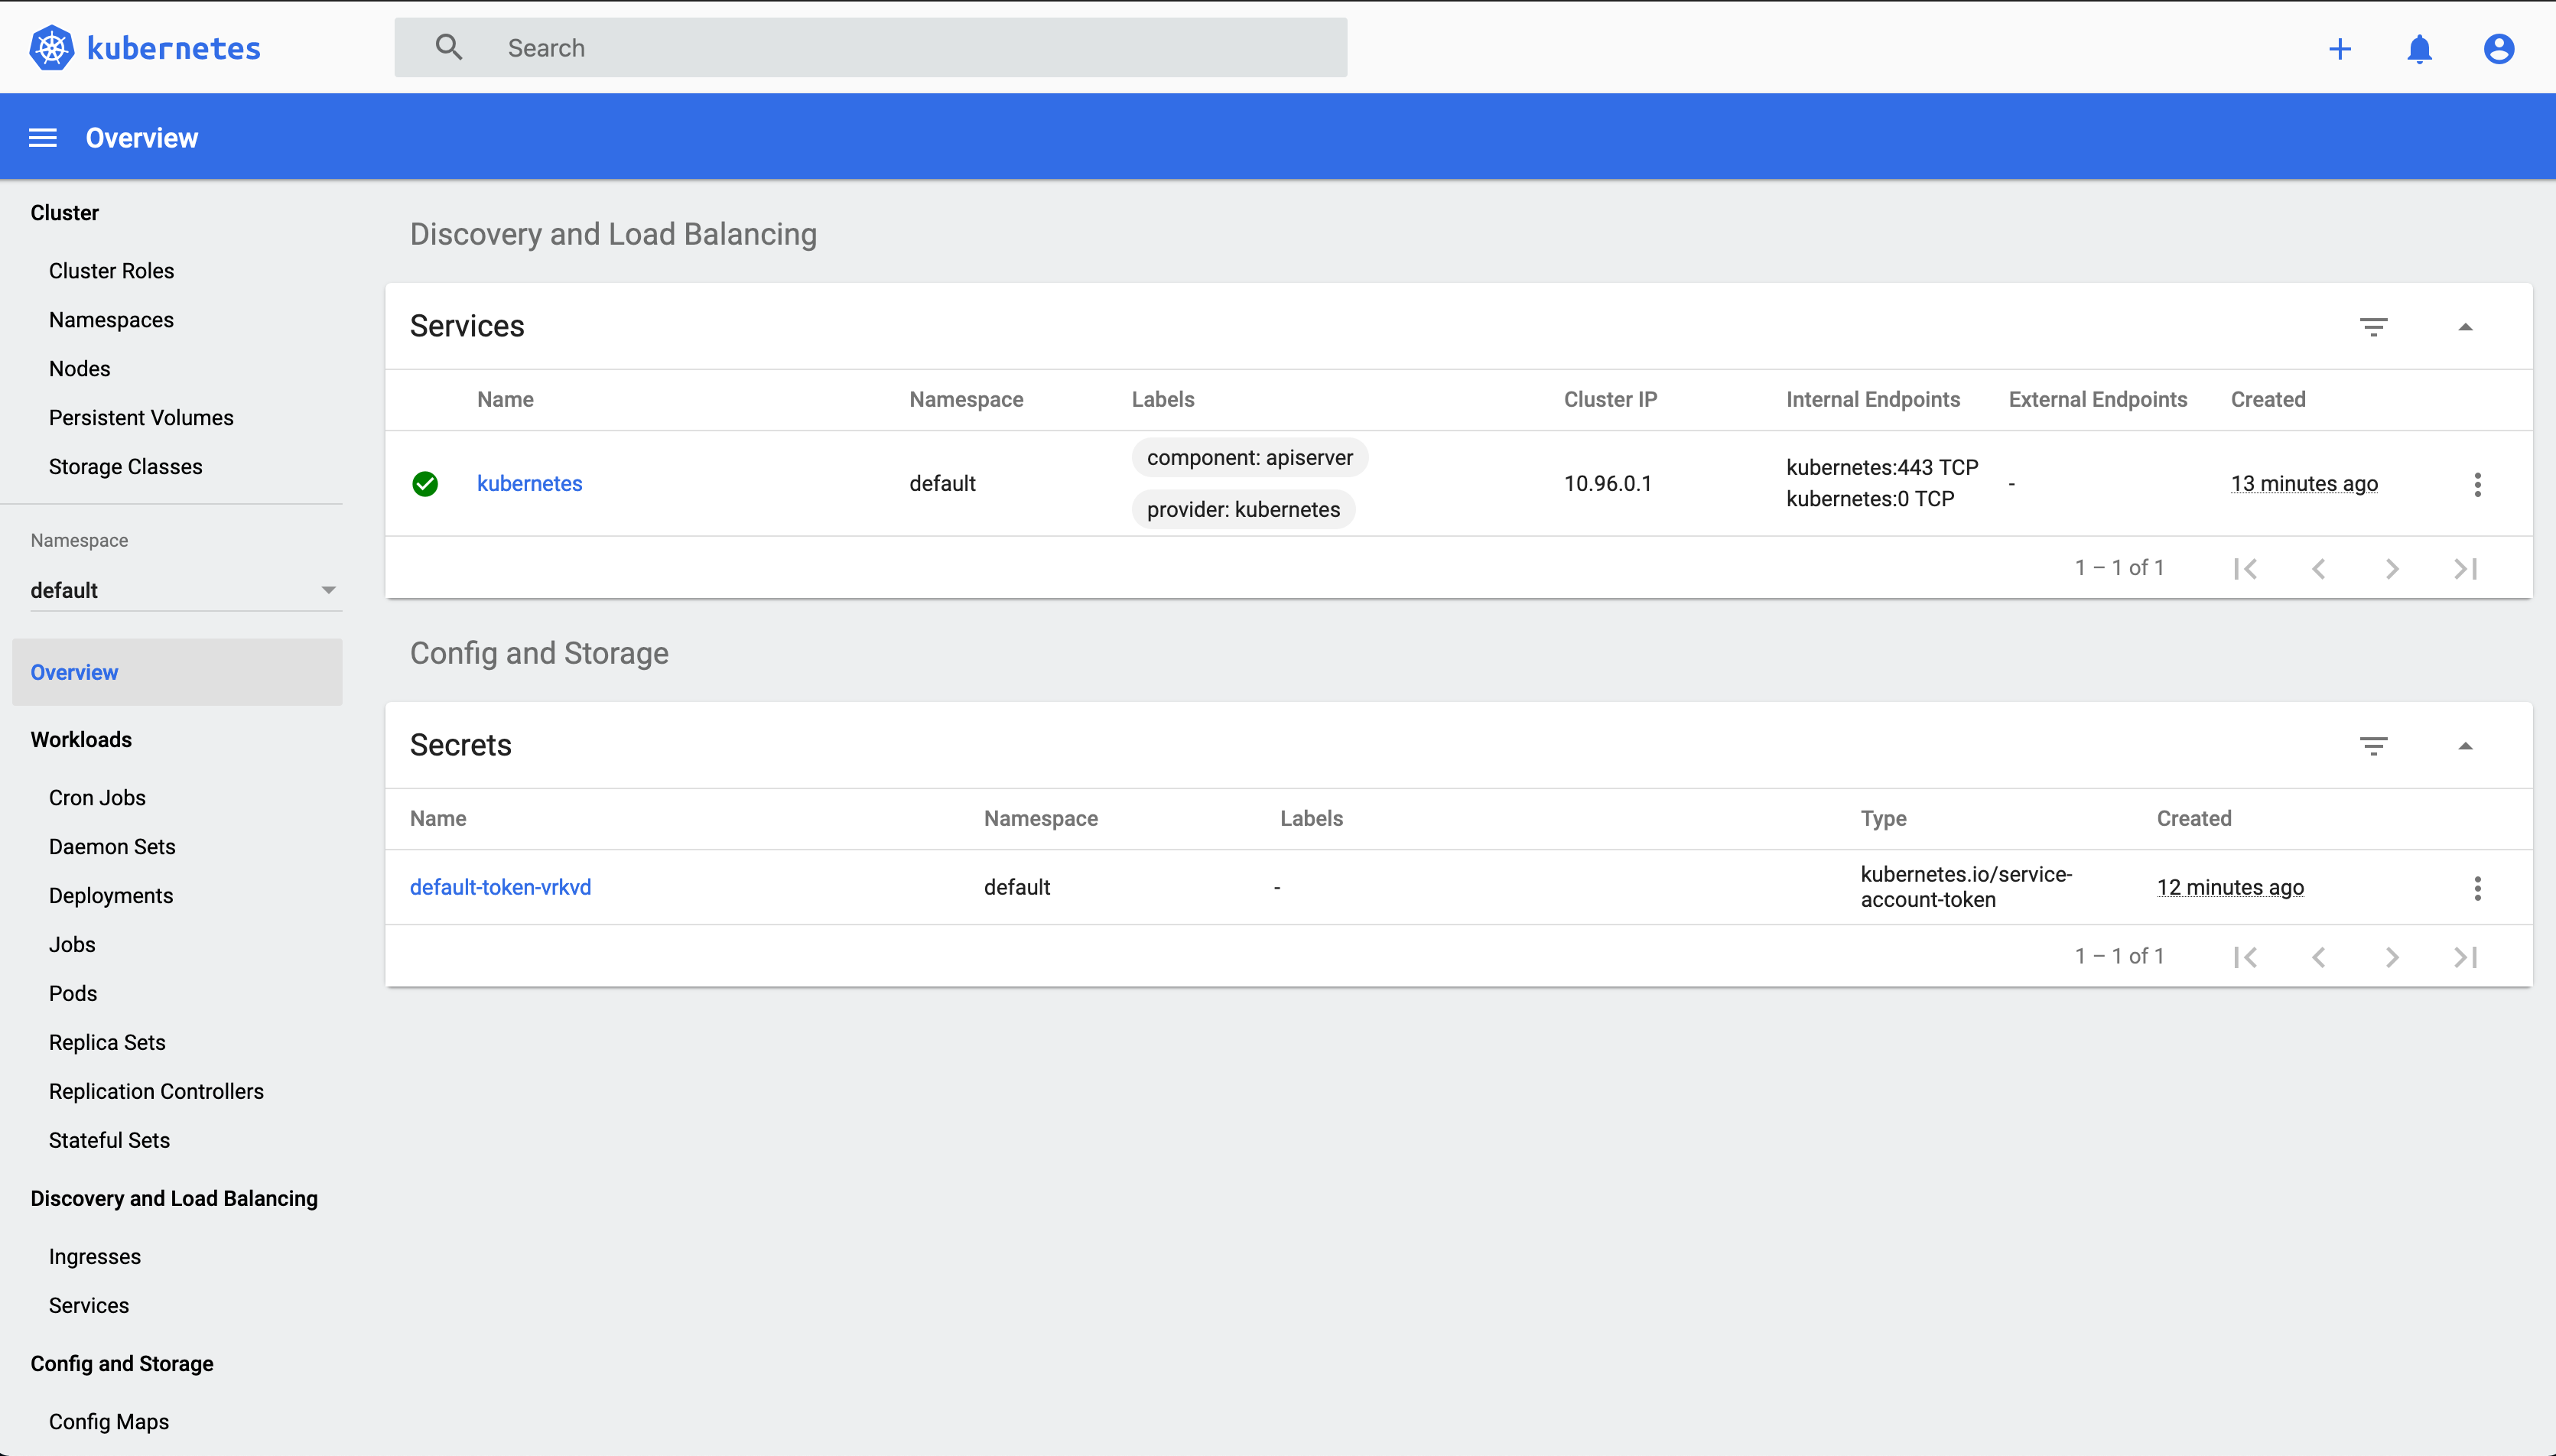 kubernetes
Search
Overview
Cluster
Cluster Roles
Namespaces
Nodes
Persistent Volumes
Storage Classes
Namespace
default
Overview
Workloads
Cron Jobs
Daemon Sets
Deployments
Jobs
Pods
Replica Sets
Replication Controllers
Stateful Sets
Discovery and Load Balancing
Ingresses
Services
Config and Storage
Config Maps
Discovery and Load Balancing
Services
Name Namespace Labels Cluster IP Internal Endpoints External Endpoints Created
kubernetes default component: apiserver provider: kubernetes 10.96.0.1 kubernetes:443 TCP kubernetes:0 TCP - 13 minutes ago
1 – 1 of 1
Config and Storage
Secrets
Name Namespace Labels Type Created
default-token-vrkvd default - kubernetes.io/service-account-token 12 minutes ago
1 – 1 of 1